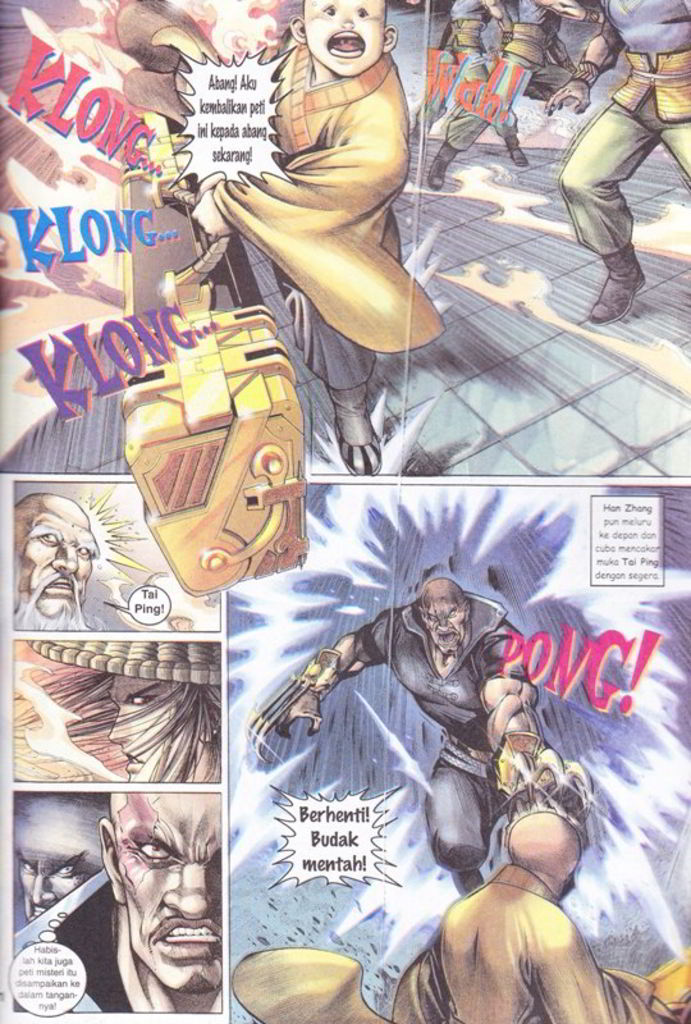 KLONG...
KLONG...
KLONG...
Abang! Aku
kembalikan peti
ini kepada abang
sekarang!
Wah!
Tai
Ping!
Habis-
lah kita juga
peti misteri itu
disampaikan ke
dalam tangan-
nya!
Han Zhang
pun meluru
ke depan dan
cuba mencakar
muka Tai Ping
dengan segera.
PONG!
Berhenti!
Budak
mentah!